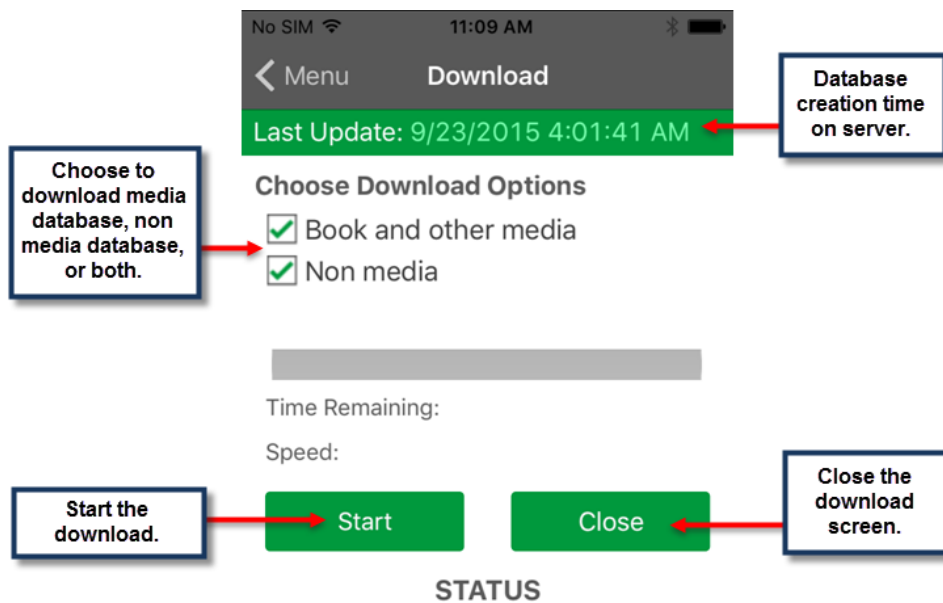 No SIM 11:09 AM
Menu Download
Database
creation time
on server.
Last Update: 9/23/2015 4:01:41 AM
Choose to
download media
database, non
media database,
or both.
Choose Download Options
Book and other media
Non media
Time Remaining:
Speed:
Start the
download.
Start Close
Close the
download
screen.
STATUS